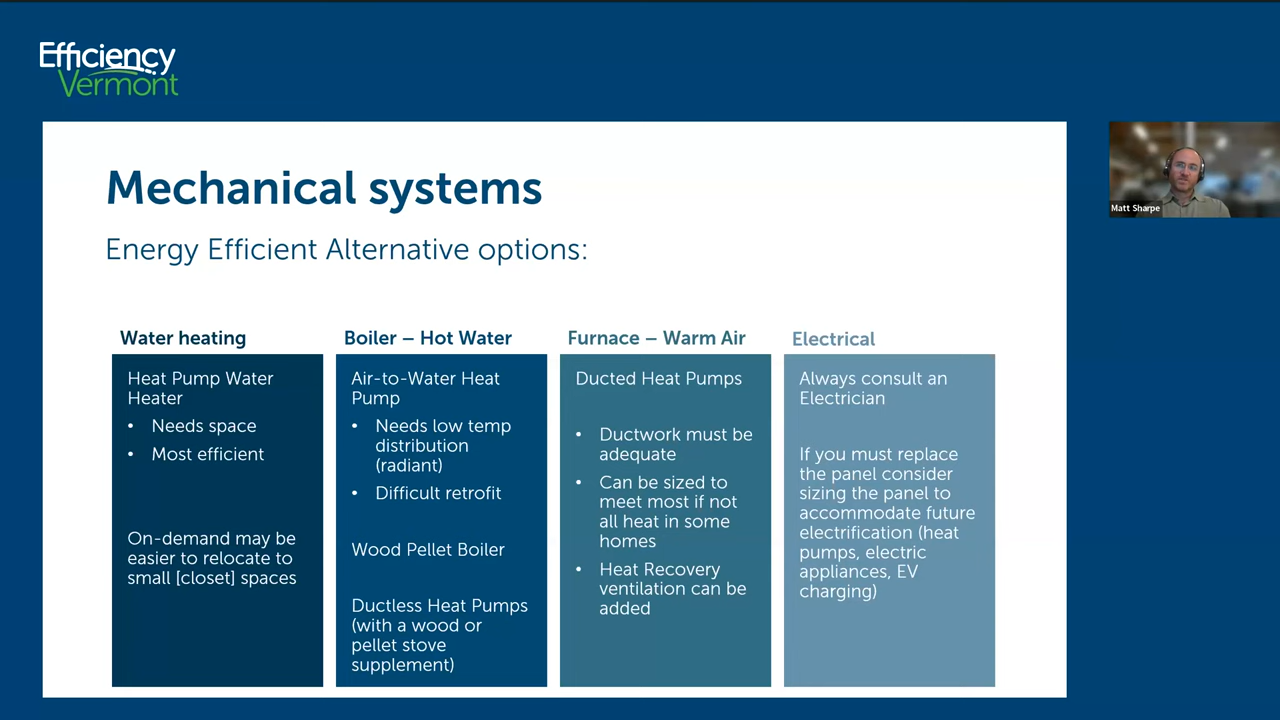 Efficiency
Vermont
Mechanical systems
Energy Efficient Alternative options:
Water heating
Heat Pump Water
Heater
• Needs space
• Most efficient
On-demand may be
easier to relocate to
small [closet] spaces
Boiler – Hot Water
Air-to-Water Heat
Pump
• Needs low temp
distribution
(radiant)
• Difficult retrofit
Wood Pellet Boiler
Ductless Heat Pumps
(with a wood or
pellet stove
supplement)
Furnace – Warm Air
Ducted Heat Pumps
• Ductwork must be
adequate
• Can be sized to
meet most if not
all heat in some
homes
• Heat Recovery
ventilation can be
added
Electrical
Always consult an
Electrician
If you must replace
the panel consider
sizing the panel to
accommodate future
electrification (heat
pumps, electric
appliances, EV
charging)
Matt Sharpe